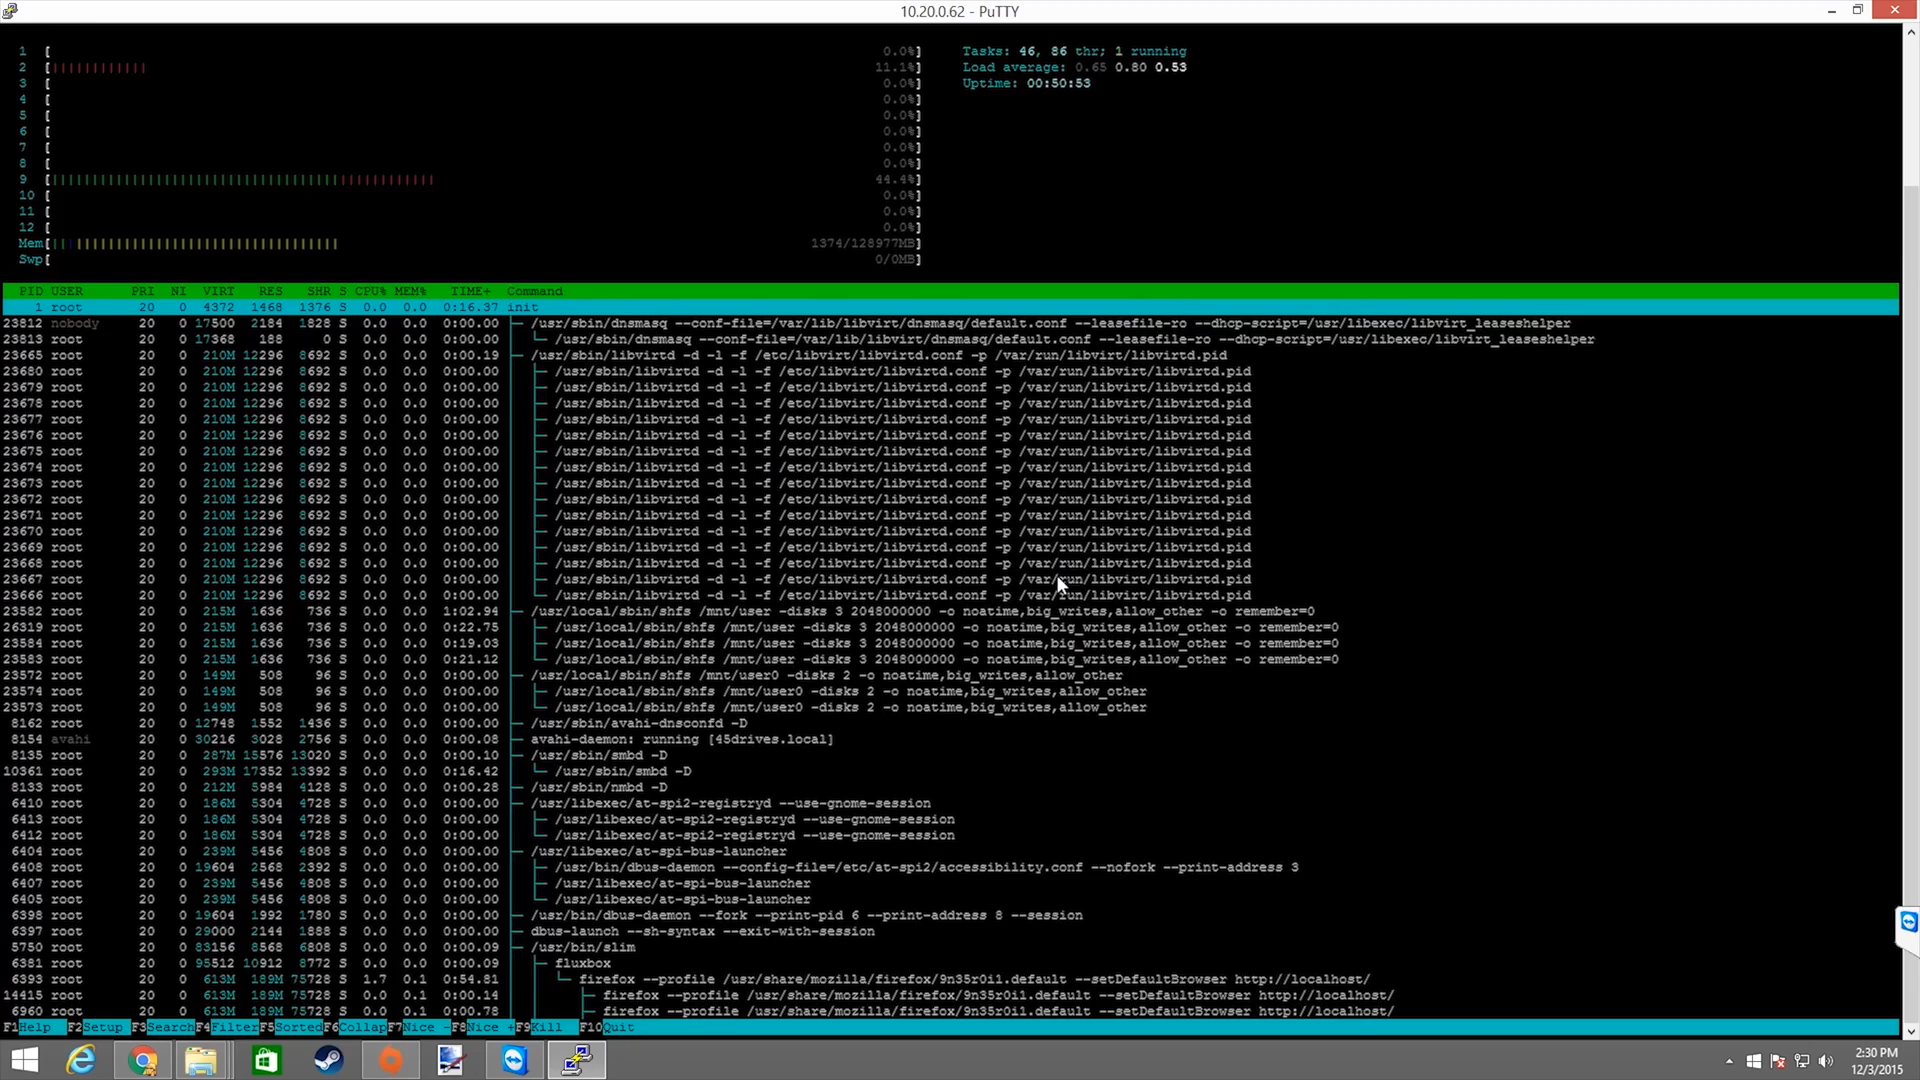 10.20.0.62 - PuTTY
1 [ 0.0%] Tasks: 46, 86 thr; 1 running
2 [|||||||||||| 11.1%] Load average: 0.65 0.80 0.53
3 [ 0.0%] Uptime: 00:50:53
4 [ 0.0%]
5 [ 0.0%]
6 [ 0.0%]
7 [ 0.0%]
8 [ 0.0%]
9 [|||||||||||||||||||||||||||||||||||||||||||||||| 44.4%]
10 [ 0.0%]
11 [ 0.0%]
12 [ 0.0%]
Mem[|||||||||||||||||||||||||||||||||||| 1374/128977MB]
Swp[ 0/0MB]
PID USER PRI NI VIRT RES SHR S CPU% MEM% TIME+ Command
1 root 20 0 4372 1468 1376 S 0.0 0.0 0:16.37 init
23812 nobody 20 0 17500 2184 1828 S 0.0 0.0 0:00.00 /usr/sbin/dnsmasq --conf-file=/var/lib/libvirt/dnsmasq/default.conf --leasefile-ro --dhcp-script=/usr/libexec/libvirt_leaseshelper
23813 root 20 0 17368 188 0 S 0.0 0.0 0:00.00 /usr/sbin/dnsmasq --conf-file=/var/lib/libvirt/dnsmasq/default.conf --leasefile-ro --dhcp-script=/usr/libexec/libvirt_leaseshelper
23665 root 20 0 210M 12296 8692 S 0.0 0.0 0:00.19 /usr/sbin/libvirtd -d -l -f /etc/libvirt/libvirtd.conf -p /var/run/libvirt/libvirtd.pid
23680 root 20 0 210M 12296 8692 S 0.0 0.0 0:00.00 /usr/sbin/libvirtd -d -l -f /etc/libvirt/libvirtd.conf -p /var/run/libvirt/libvirtd.pid
23679 root 20 0 210M 12296 8692 S 0.0 0.0 0:00.00 /usr/sbin/libvirtd -d -l -f /etc/libvirt/libvirtd.conf -p /var/run/libvirt/libvirtd.pid
23678 root 20 0 210M 12296 8692 S 0.0 0.0 0:00.00 /usr/sbin/libvirtd -d -l -f /etc/libvirt/libvirtd.conf -p /var/run/libvirt/libvirtd.pid
23677 root 20 0 210M 12296 8692 S 0.0 0.0 0:00.00 /usr/sbin/libvirtd -d -l -f /etc/libvirt/libvirtd.conf -p /var/run/libvirt/libvirtd.pid
23676 root 20 0 210M 12296 8692 S 0.0 0.0 0:00.00 /usr/sbin/libvirtd -d -l -f /etc/libvirt/libvirtd.conf -p /var/run/libvirt/libvirtd.pid
23675 root 20 0 210M 12296 8692 S 0.0 0.0 0:00.00 /usr/sbin/libvirtd -d -l -f /etc/libvirt/libvirtd.conf -p /var/run/libvirt/libvirtd.pid
23674 root 20 0 210M 12296 8692 S 0.0 0.0 0:00.00 /usr/sbin/libvirtd -d -l -f /etc/libvirt/libvirtd.conf -p /var/run/libvirt/libvirtd.pid
23673 root 20 0 210M 12296 8692 S 0.0 0.0 0:00.00 /usr/sbin/libvirtd -d -l -f /etc/libvirt/libvirtd.conf -p /var/run/libvirt/libvirtd.pid
23672 root 20 0 210M 12296 8692 S 0.0 0.0 0:00.00 /usr/sbin/libvirtd -d -l -f /etc/libvirt/libvirtd.conf -p /var/run/libvirt/libvirtd.pid
23671 root 20 0 210M 12296 8692 S 0.0 0.0 0:00.00 /usr/sbin/libvirtd -d -l -f /etc/libvirt/libvirtd.conf -p /var/run/libvirt/libvirtd.pid
23670 root 20 0 210M 12296 8692 S 0.0 0.0 0:00.00 /usr/sbin/libvirtd -d -l -f /etc/libvirt/libvirtd.conf -p /var/run/libvirt/libvirtd.pid
23669 root 20 0 210M 12296 8692 S 0.0 0.0 0:00.00 /usr/sbin/libvirtd -d -l -f /etc/libvirt/libvirtd.conf -p /var/run/libvirt/libvirtd.pid
23668 root 20 0 210M 12296 8692 S 0.0 0.0 0:00.00 /usr/sbin/libvirtd -d -l -f /etc/libvirt/libvirtd.conf -p /var/run/libvirt/libvirtd.pid
23667 root 20 0 210M 12296 8692 S 0.0 0.0 0:00.00 /usr/sbin/libvirtd -d -l -f /etc/libvirt/libvirtd.conf -p /var/run/libvirt/libvirtd.pid
23666 root 20 0 210M 12296 8692 S 0.0 0.0 0:00.00 /usr/sbin/libvirtd -d -l -f /etc/libvirt/libvirtd.conf -p /var/run/libvirt/libvirtd.pid
23582 root 20 0 215M 1636 736 S 0.0 0.0 1:02.94 /usr/local/sbin/shfs /mnt/user -disks 3 2048000000 -o noatime,big_writes,allow_other -o remember=0
26319 root 20 0 215M 1636 736 S 0.0 0.0 0:22.75 /usr/local/sbin/shfs /mnt/user -disks 3 2048000000 -o noatime,big_writes,allow_other -o remember=0
23584 root 20 0 215M 1636 736 S 0.0 0.0 0:19.03 /usr/local/sbin/shfs /mnt/user -disks 3 2048000000 -o noatime,big_writes,allow_other -o remember=0
23583 root 20 0 215M 1636 736 S 0.0 0.0 0:21.12 /usr/local/sbin/shfs /mnt/user -disks 3 2048000000 -o noatime,big_writes,allow_other -o remember=0
23572 root 20 0 149M 508 96 S 0.0 0.0 0:00.00 /usr/local/sbin/shfs /mnt/user0 -disks 2 -o noatime,big_writes,allow_other
23574 root 20 0 149M 508 96 S 0.0 0.0 0:00.00 /usr/local/sbin/shfs /mnt/user0 -disks 2 -o noatime,big_writes,allow_other
23573 root 20 0 149M 508 96 S 0.0 0.0 0:00.00 /usr/local/sbin/shfs /mnt/user0 -disks 2 -o noatime,big_writes,allow_other
8162 root 20 0 12748 1552 1436 S 0.0 0.0 0:00.00 /usr/sbin/avahi-dnsconfd -D
8154 avahi 20 0 30216 3028 2756 S 0.0 0.0 0:00.08 avahi-daemon: running [45drives.local]
8135 root 20 0 287M 15576 13020 S 0.0 0.0 0:00.10 /usr/sbin/smbd -D
10361 root 20 0 293M 17352 13392 S 0.0 0.0 0:16.42 /usr/sbin/smbd -D
8133 root 20 0 212M 5984 4128 S 0.0 0.0 0:00.28 /usr/sbin/nmbd -D
6410 root 20 0 186M 5304 4728 S 0.0 0.0 0:00.00 /usr/libexec/at-spi2-registryd --use-gnome-session
6413 root 20 0 186M 5304 4728 S 0.0 0.0 0:00.00 /usr/libexec/at-spi2-registryd --use-gnome-session
6412 root 20 0 186M 5304 4728 S 0.0 0.0 0:00.00 /usr/libexec/at-spi2-registryd --use-gnome-session
6404 root 20 0 239M 5456 4808 S 0.0 0.0 0:00.00 /usr/libexec/at-spi-bus-launcher
6408 root 20 0 19604 2568 2392 S 0.0 0.0 0:00.00 /usr/bin/dbus-daemon --config-file=/etc/at-spi2/accessibility.conf --nofork --print-address 3
6407 root 20 0 239M 5456 4808 S 0.0 0.0 0:00.00 /usr/libexec/at-spi-bus-launcher
6405 root 20 0 239M 5456 4808 S 0.0 0.0 0:00.00 /usr/libexec/at-spi-bus-launcher
6398 root 20 0 19604 1992 1780 S 0.0 0.0 0:00.00 /usr/bin/dbus-daemon --fork --print-pid 6 --print-address 8 --session
6397 root 20 0 29000 2144 1888 S 0.0 0.0 0:00.00 dbus-launch --sh-syntax --exit-with-session
5750 root 20 0 83156 8568 6808 S 0.0 0.0 0:00.09 /usr/bin/slim
6381 root 20 0 95512 10912 8772 S 0.0 0.0 0:00.09 fluxbox
6393 root 20 0 613M 189M 75728 S 1.7 0.1 0:54.81 firefox --profile /usr/share/mozilla/firefox/9n35r0i1.default --setDefaultBrowser http://localhost/
14415 root 20 0 613M 189M 75728 S 0.0 0.1 0:00.14 firefox --profile /usr/share/mozilla/firefox/9n35r0i1.default --setDefaultBrowser http://localhost/
6960 root 20 0 613M 189M 75728 S 0.0 0.1 0:00.78 firefox --profile /usr/share/mozilla/firefox/9n35r0i1.default --setDefaultBrowser http://localhost/
F1Help F2Setup F3SearchF4FilterF5SortedF6CollapF7Nice -F8Nice +F9Kill F10Quit
2:30 PM
12/3/2015